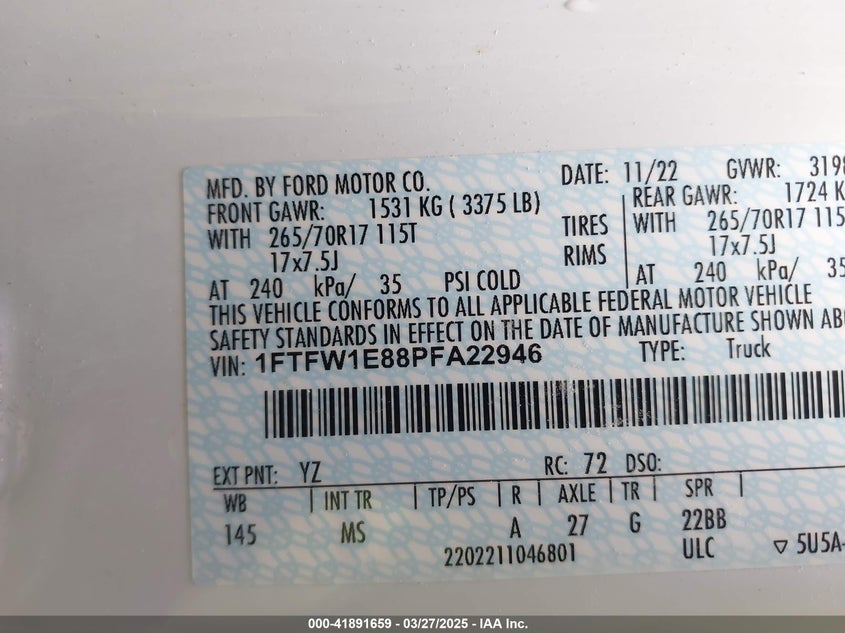 MFD. BY FORD MOTOR CO. DATE: 11/22 GVWR: 3198
FRONT GAWR: 1531 KG ( 3375 LB) REAR GAWR: 1724 K
WITH 265/70R17 115T TIRES WITH 265/70R17 115
17x7.5J RIMS 17x7.5J
AT 240 kPa/ 35 PSI COLD AT 240 kPa/ 35
THIS VEHICLE CONFORMS TO ALL APPLICABLE FEDERAL MOTOR VEHICLE
SAFETY STANDARDS IN EFFECT ON THE DATE OF MANUFACTURE SHOWN ABO
VIN: 1FTFW1E88PFA22946 TYPE: Truck
EXT PNT: YZ RC: 72 DSO:
WB | INT TR | TP/PS | R | AXLE | TR | SPR |
145 MS A 27 G 22BB
2202211046801 ULC ▽ 5U5A-
000-41891659 — 03/27/2025 — IAA Inc.